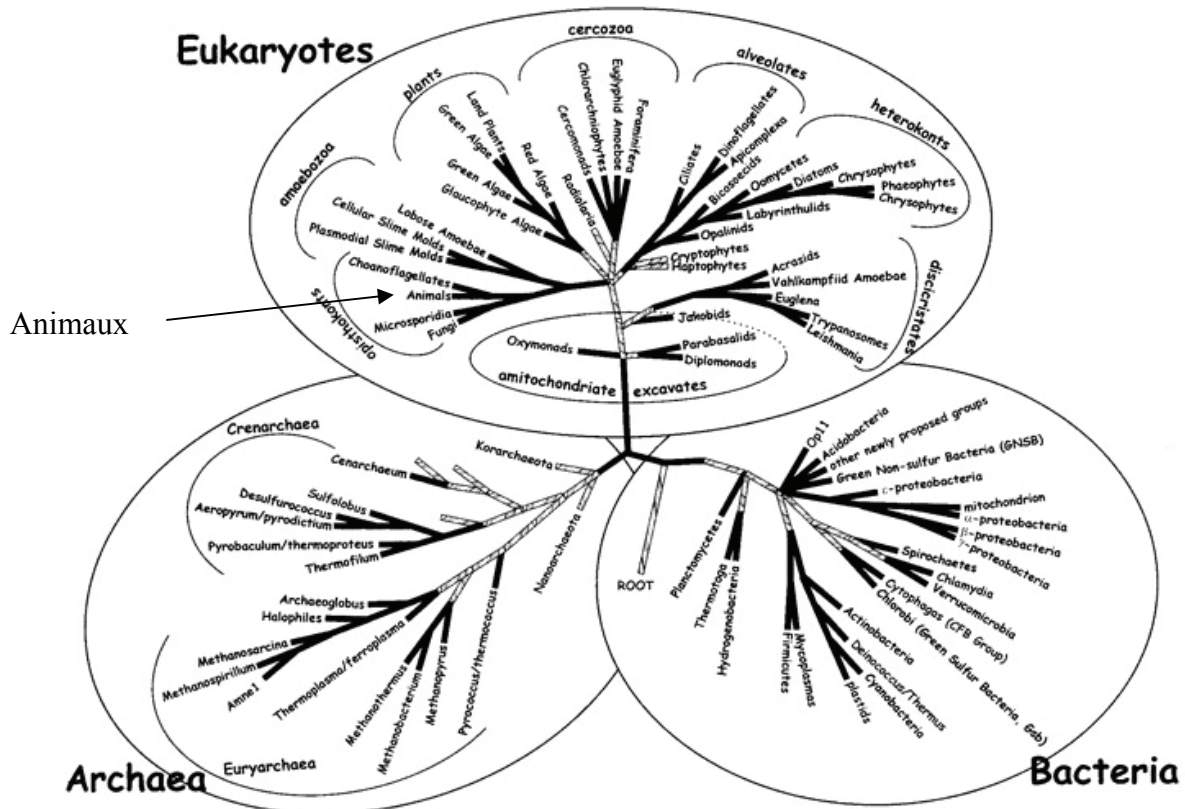 Eukaryotes
cercozoa
plants
alveolates
heterokonts
amoebozoa
opisthokonts
discicristates
Land Plants
Green Algae
Red Algae
Green Algae
Glaucophyte Algae
Radiolaria
Cercomonads
Chlorarchniophytes
Euglyphid Amoebae
Foraminifera
Ciliates
Dinoflagellates
Apicomplexa
Bicosoecids
Oomycetes
Diatoms
Chrysophytes
Phaeophytes
Chrysophytes
Labyrinthulids
Opalinids
Cryptophytes
Haptophytes
Lobose Amoebae
Cellular Slime Molds
Plasmodial Slime Molds
Choanoflagellates
Animals
Microsporidia
Fungi
Animaux
Acrasids
Vahlkampfiid Amoebae
Euglena
Trypanosomes
Leishmania
Jakobids
Oxymonads
Parabasalids
Diplomonads
amitochondriate excavates
Crenarchaea
Korarchaeota
Cenarchaeum
Sulfolobus
Desulfurococcus
Aeropyrum/pyrodictium
Pyrobaculum/thermoproteus
Thermofilum
Nanoarchaeota
Archaeoglobus
Halophiles
Methanosarcina
Methanospirillum
Amne1
Thermoplasma/ferroplasma
Methanothermus
Methanobacterium
Methanopyrus
Pyrococcus/thermococcus
Euryarchaea
Archaea
ROOT
Op11
Acidobacteria
other newly proposed groups
Green Non-sulfur Bacteria (GNSB)
ε-proteobacteria
mitochondrion
α-proteobacteria
β-proteobacteria
γ-proteobacteria
Spirochaetes
Chlamydia
Verrucomicrobia
Cytophagas (CFB Group)
Chlorobi (Green Sulfur Bacteria, Gsb)
Planctomycetes
Thermotoga
Hydrogenobacteria
Firmicutes
Mycoplasmas
Actinobacteria
Deinococcus/Thermus
Cyanobacteria
plastids
Bacteria